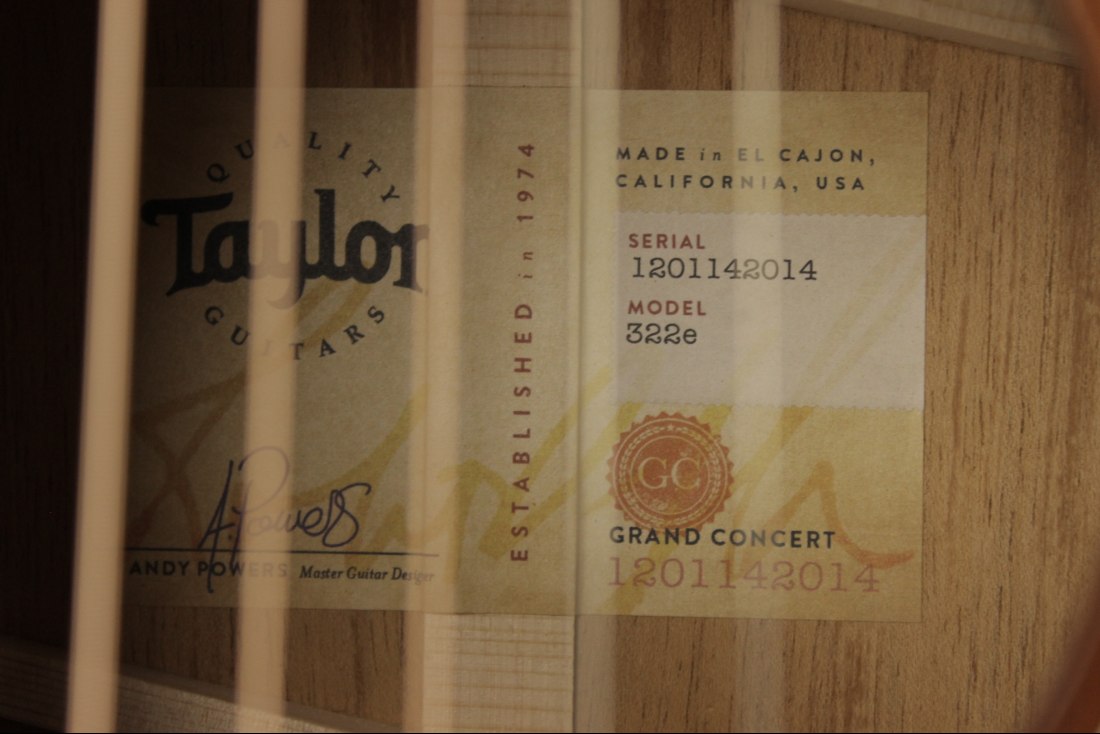 QUALITY
Taylor
GUITARS
A. Powers
ANDY POWERS Master Guitar Designer
ESTABLISHED in 1974
MADE in EL CAJON,
CALIFORNIA, USA
SERIAL
1201142014
MODEL
322e
GC
GRAND CONCERT
1201142014